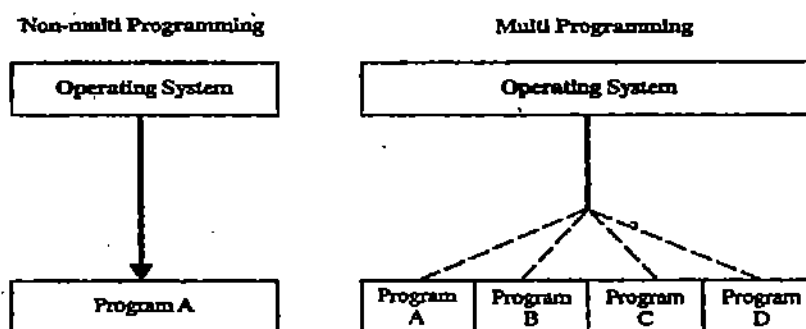 Non-multi Programming
Multi Programming
Operating System
Operating System
Program A
Program A
Program B
Program C
Program D